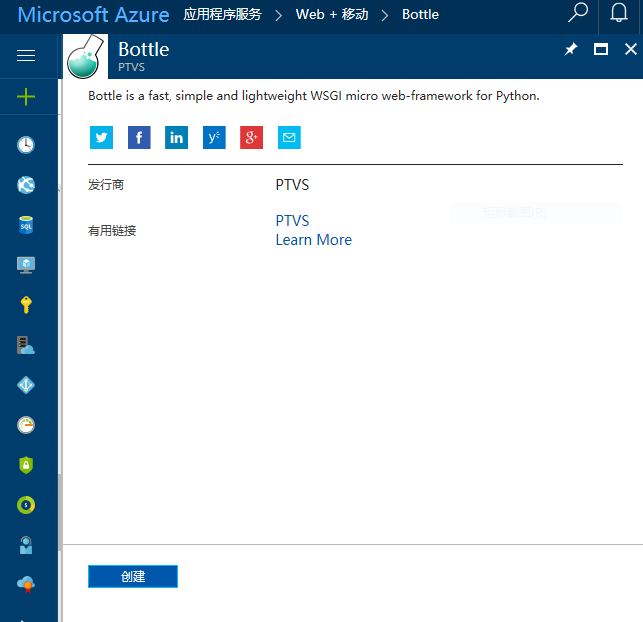 Microsoft Azure 应用程序服务 > Web + 移动 > Bottle
Bottle
PTVS
Bottle is a fast, simple and lightweight WSGI micro web-framework for Python.
发行商 PTVS
有用链接 PTVS
Learn More
创建